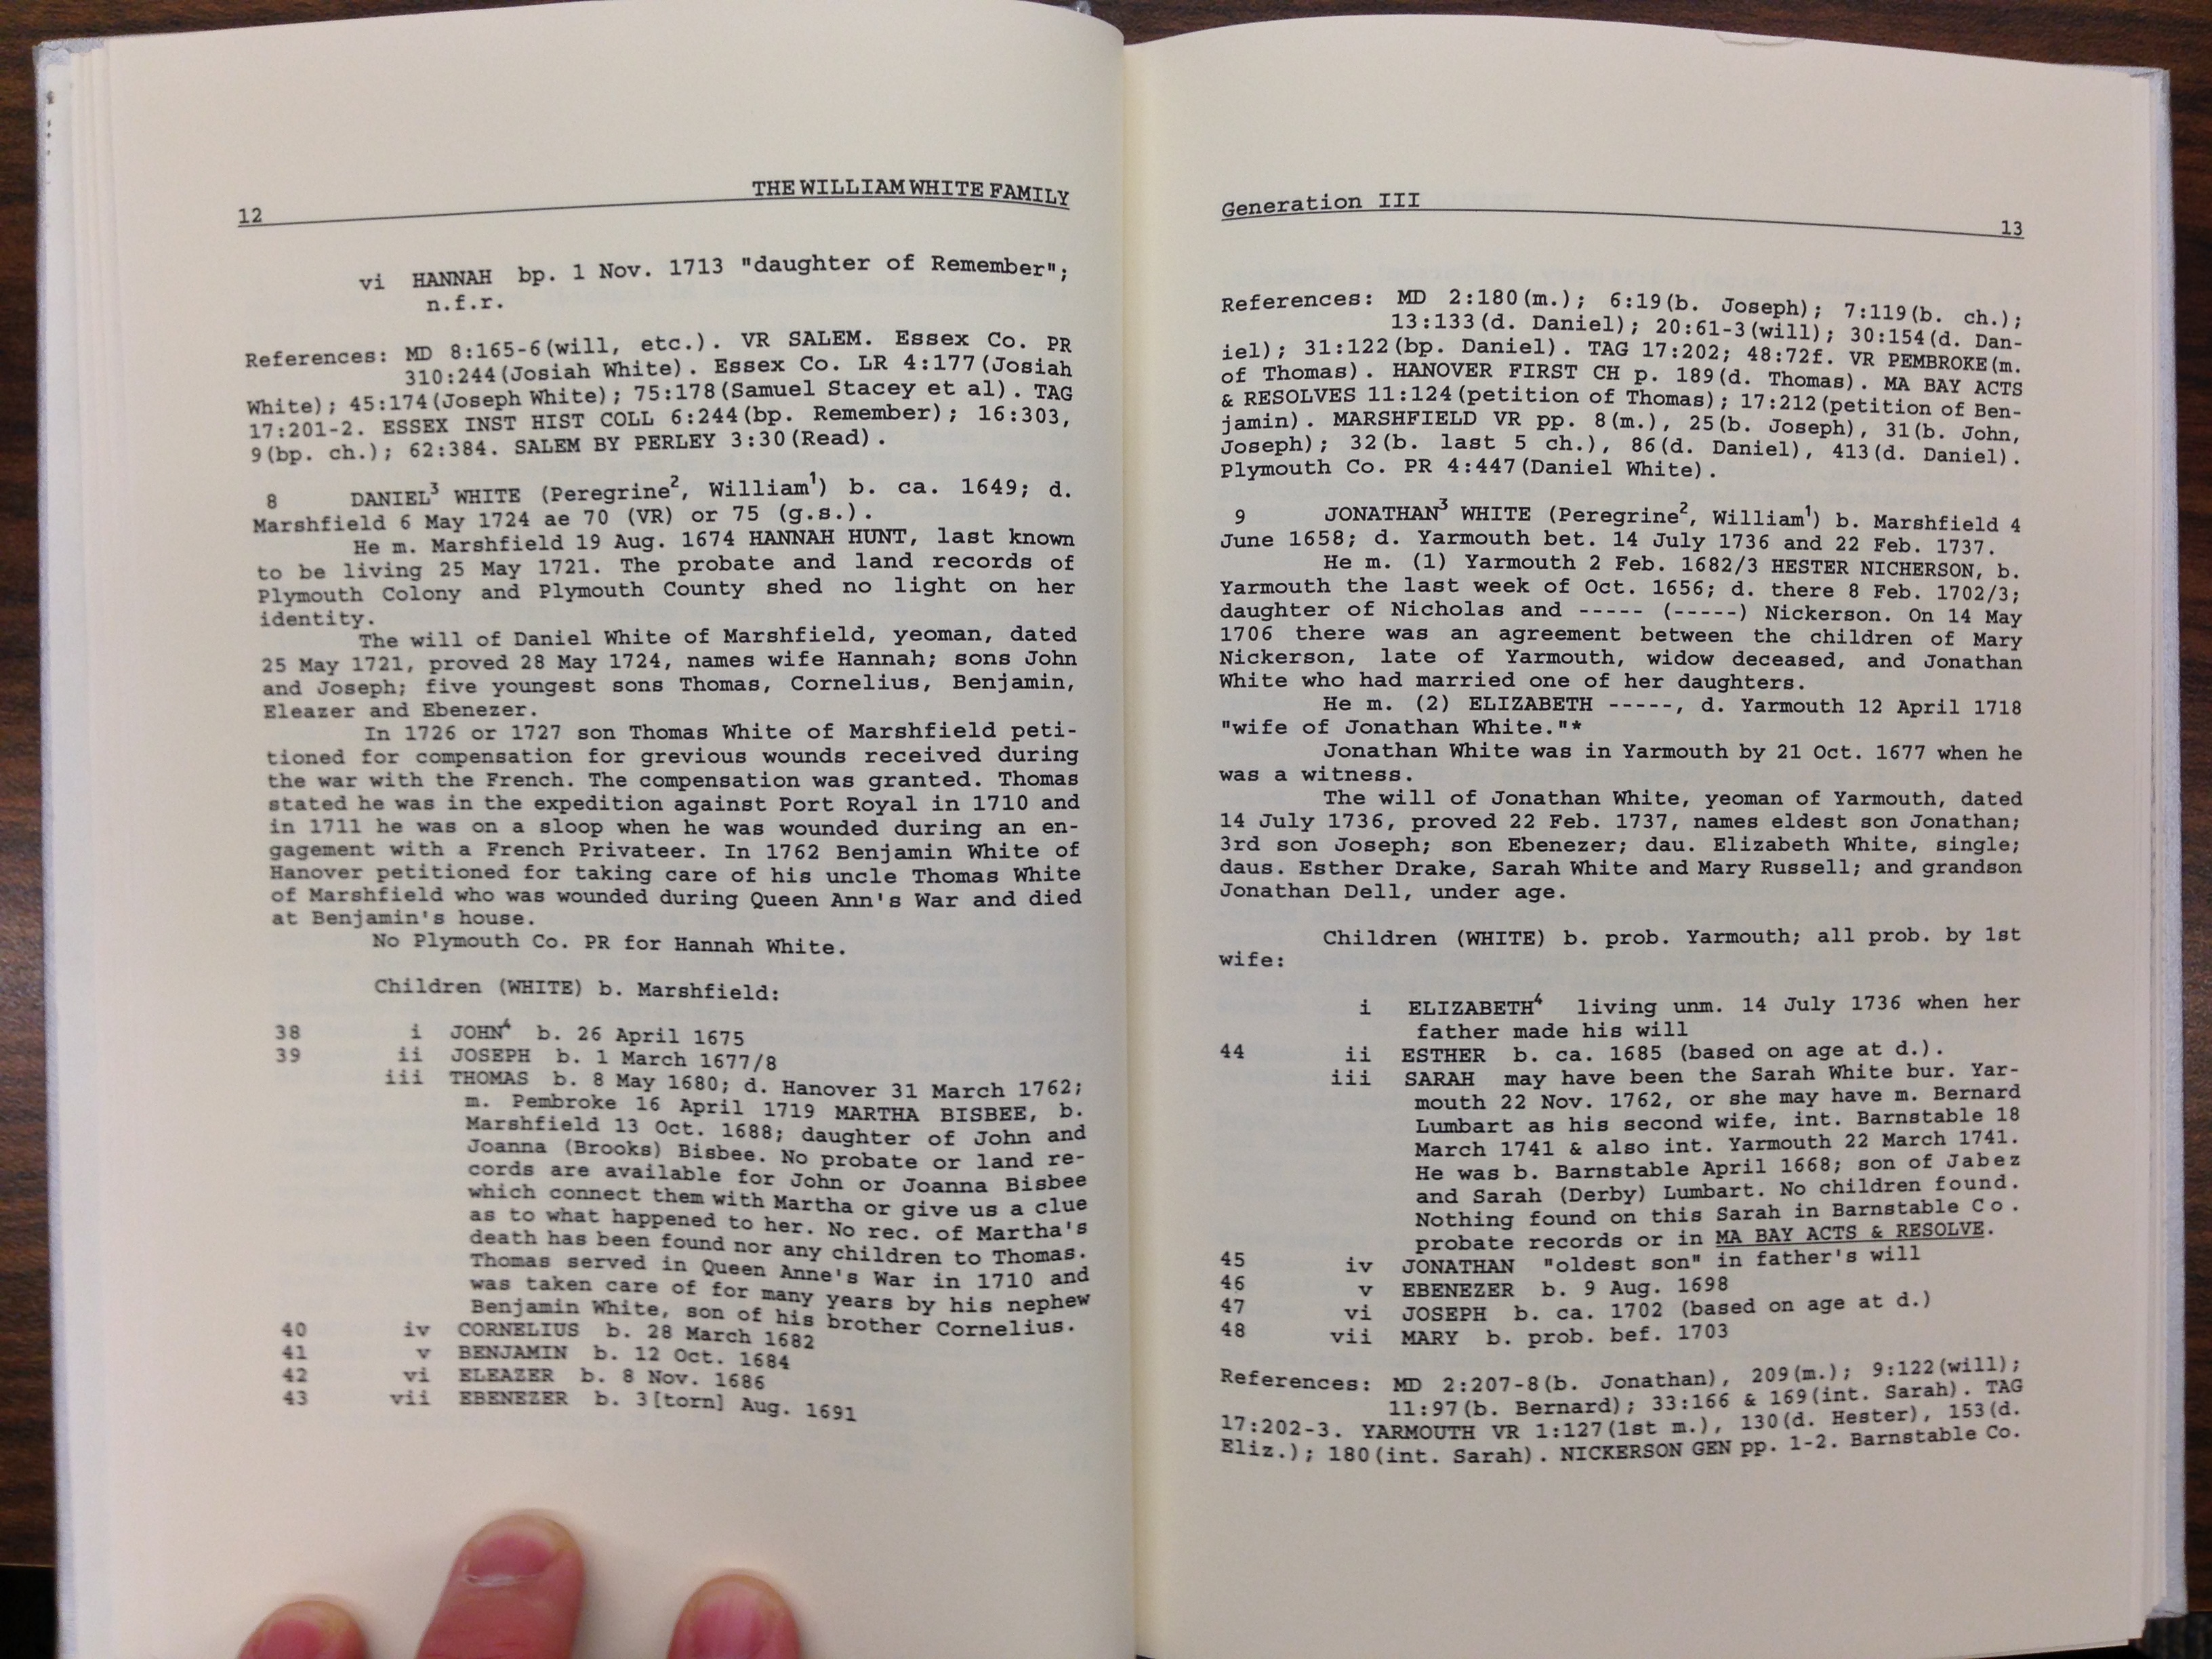 12
THE WILLIAM WHITE FAMILY
vi HANNAH bp. 1 Nov. 1713 "daughter of Remember";
n.f.r.
References: MD 8:165-6(will, etc.). VR SALEM. Essex Co. PR
310:244(Josiah White). Essex Co. LR 4:177(Josiah
White); 45:174(Joseph White); 75:178(Samuel Stacey et al). TAG
17:201-2. ESSEX INST HIST COLL 6:244(bp. Remember); 16:303,
9(bp. ch.); 62:384. SALEM BY PERLEY 3:30(Read).
8 DANIEL³ WHITE (Peregrine², William¹) b. ca. 1649; d.
Marshfield 6 May 1724 ae 70 (VR) or 75 (g.s.).
He m. Marshfield 19 Aug. 1674 HANNAH HUNT, last known
to be living 25 May 1721. The probate and land records of
Plymouth Colony and Plymouth County shed no light on her
identity.
The will of Daniel White of Marshfield, yeoman, dated
25 May 1721, proved 28 May 1724, names wife Hannah; sons John
and Joseph; five youngest sons Thomas, Cornelius, Benjamin,
Eleazer and Ebenezer.
In 1726 or 1727 son Thomas White of Marshfield peti-
tioned for compensation for grevious wounds received during
the war with the French. The compensation was granted. Thomas
stated he was in the expedition against Port Royal in 1710 and
in 1711 he was on a sloop when he was wounded during an en-
gagement with a French Privateer. In 1762 Benjamin White of
Hanover petitioned for taking care of his uncle Thomas White
of Marshfield who was wounded during Queen Ann's War and died
at Benjamin's house.
No Plymouth Co. PR for Hannah White.
Children (WHITE) b. Marshfield:
38 i JOHN⁴ b. 26 April 1675
39 ii JOSEPH b. 1 March 1677/8
iii THOMAS b. 8 May 1680; d. Hanover 31 March 1762;
m. Pembroke 16 April 1719 MARTHA BISBEE, b.
Marshfield 13 Oct. 1688; daughter of John and
Joanna (Brooks) Bisbee. No probate or land re-
cords are available for John or Joanna Bisbee
which connect them with Martha or give us a clue
as to what happened to her. No rec. of Martha's
death has been found nor any children to Thomas.
Thomas served in Queen Anne's War in 1710 and
was taken care of for many years by his nephew
Benjamin White, son of his brother Cornelius.
40 iv CORNELIUS b. 28 March 1682
41 v BENJAMIN b. 12 Oct. 1684
42 vi ELEAZER b. 8 Nov. 1686
43 vii EBENEZER b. 3[torn] Aug. 1691
Generation III
13
References: MD 2:180(m.); 6:19(b. Joseph); 7:119(b. ch.);
13:133(d. Daniel); 20:61-3(will); 30:154(d. Dan-
iel); 31:122(bp. Daniel). TAG 17:202; 48:72f. VR PEMBROKE(m.
of Thomas). HANOVER FIRST CH p. 189(d. Thomas). MA BAY ACTS
& RESOLVES 11:124(petition of Thomas); 17:212(petition of Ben-
jamin). MARSHFIELD VR pp. 8(m.), 25(b. Joseph), 31(b. John,
Joseph); 32(b. last 5 ch.), 86(d. Daniel), 413(d. Daniel).
Plymouth Co. PR 4:447(Daniel White).
9 JONATHAN³ WHITE (Peregrine², William¹) b. Marshfield 4
June 1658; d. Yarmouth bet. 14 July 1736 and 22 Feb. 1737.
He m. (1) Yarmouth 2 Feb. 1682/3 HESTER NICHERSON, b.
Yarmouth the last week of Oct. 1656; d. there 8 Feb. 1702/3;
daughter of Nicholas and ----- (-----) Nickerson. On 14 May
1706 there was an agreement between the children of Mary
Nickerson, late of Yarmouth, widow deceased, and Jonathan
White who had married one of her daughters.
He m. (2) ELIZABETH -----, d. Yarmouth 12 April 1718
"wife of Jonathan White."*
Jonathan White was in Yarmouth by 21 Oct. 1677 when he
was a witness.
The will of Jonathan White, yeoman of Yarmouth, dated
14 July 1736, proved 22 Feb. 1737, names eldest son Jonathan;
3rd son Joseph; son Ebenezer; dau. Elizabeth White, single;
daus. Esther Drake, Sarah White and Mary Russell; and grandson
Jonathan Dell, under age.
Children (WHITE) b. prob. Yarmouth; all prob. by 1st
wife:
i ELIZABETH⁴ living unm. 14 July 1736 when her
father made his will
44 ii ESTHER b. ca. 1685 (based on age at d.).
iii SARAH may have been the Sarah White bur. Yar-
mouth 22 Nov. 1762, or she may have m. Bernard
Lumbart as his second wife, int. Barnstable 18
March 1741 & also int. Yarmouth 22 March 1741.
He was b. Barnstable April 1668; son of Jabez
and Sarah (Derby) Lumbart. No children found.
Nothing found on this Sarah in Barnstable Co.
probate records or in MA BAY ACTS & RESOLVE.
45 iv JONATHAN "oldest son" in father's will
46 v EBENEZER b. 9 Aug. 1698
47 vi JOSEPH b. ca. 1702 (based on age at d.)
48 vii MARY b. prob. bef. 1703
References: MD 2:207-8(b. Jonathan), 209(m.); 9:122(will);
11:97(b. Bernard); 33:166 & 169(int. Sarah). TAG
17:202-3. YARMOUTH VR 1:127(1st m.), 130(d. Hester), 153(d.
Eliz.); 180(int. Sarah). NICKERSON GEN pp. 1-2. Barnstable Co.